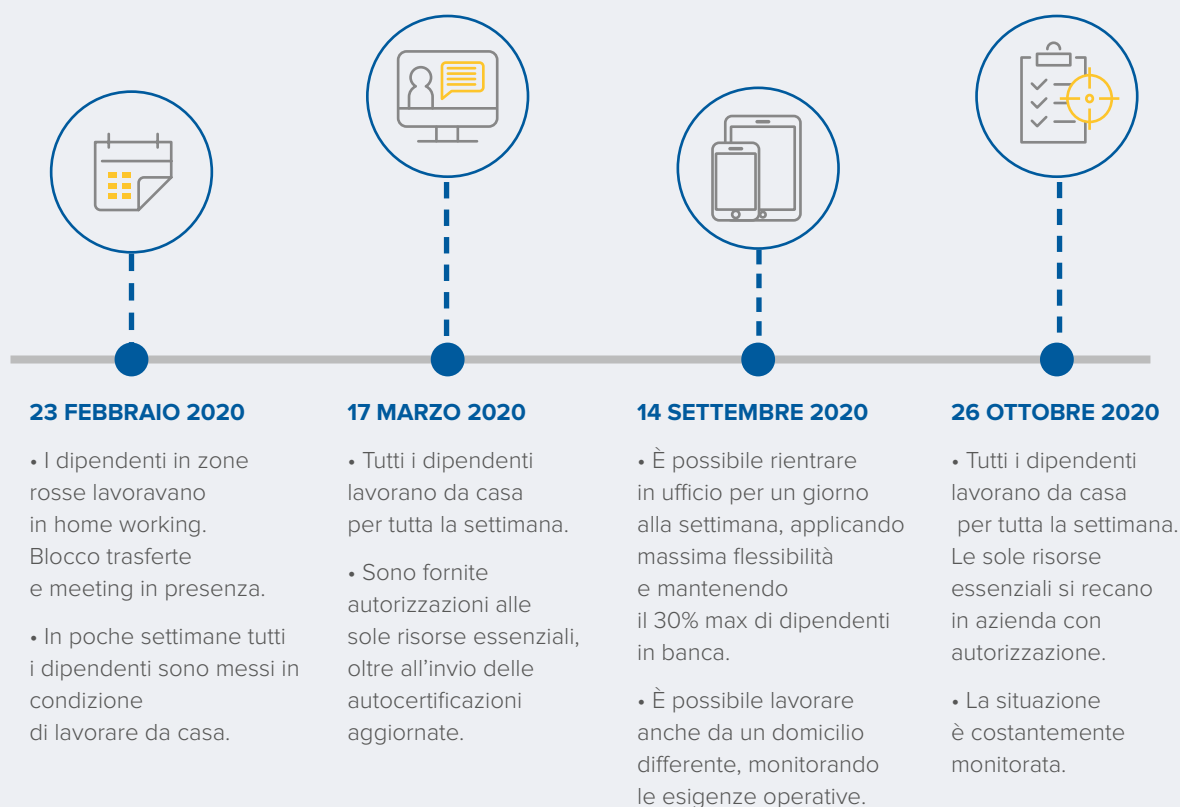 23 FEBBRAIO 2020
• I dipendenti in zone
rosse lavoravano
in home working.
Blocco trasferte
e meeting in presenza.
• In poche settimane tutti
i dipendenti sono messi in
condizione
di lavorare da casa.
17 MARZO 2020
• Tutti i dipendenti
lavorano da casa
per tutta la settimana.
• Sono fornite
autorizzazioni alle
sole risorse essenziali,
oltre all'invio delle
autocertificazioni
aggiornate.
14 SETTEMBRE 2020
• È possibile rientrare
in ufficio per un giorno
alla settimana, applicando
massima flessibilità
e mantenendo
il 30% max di dipendenti
in banca.
• È possibile lavorare
anche da un domicilio
differente, monitorando
le esigenze operative.
26 OTTOBRE 2020
• Tutti i dipendenti
lavorano da casa
per tutta la settimana.
Le sole risorse
essenziali si recano
in azienda con
autorizzazione.
• La situazione
è costantemente
monitorata.